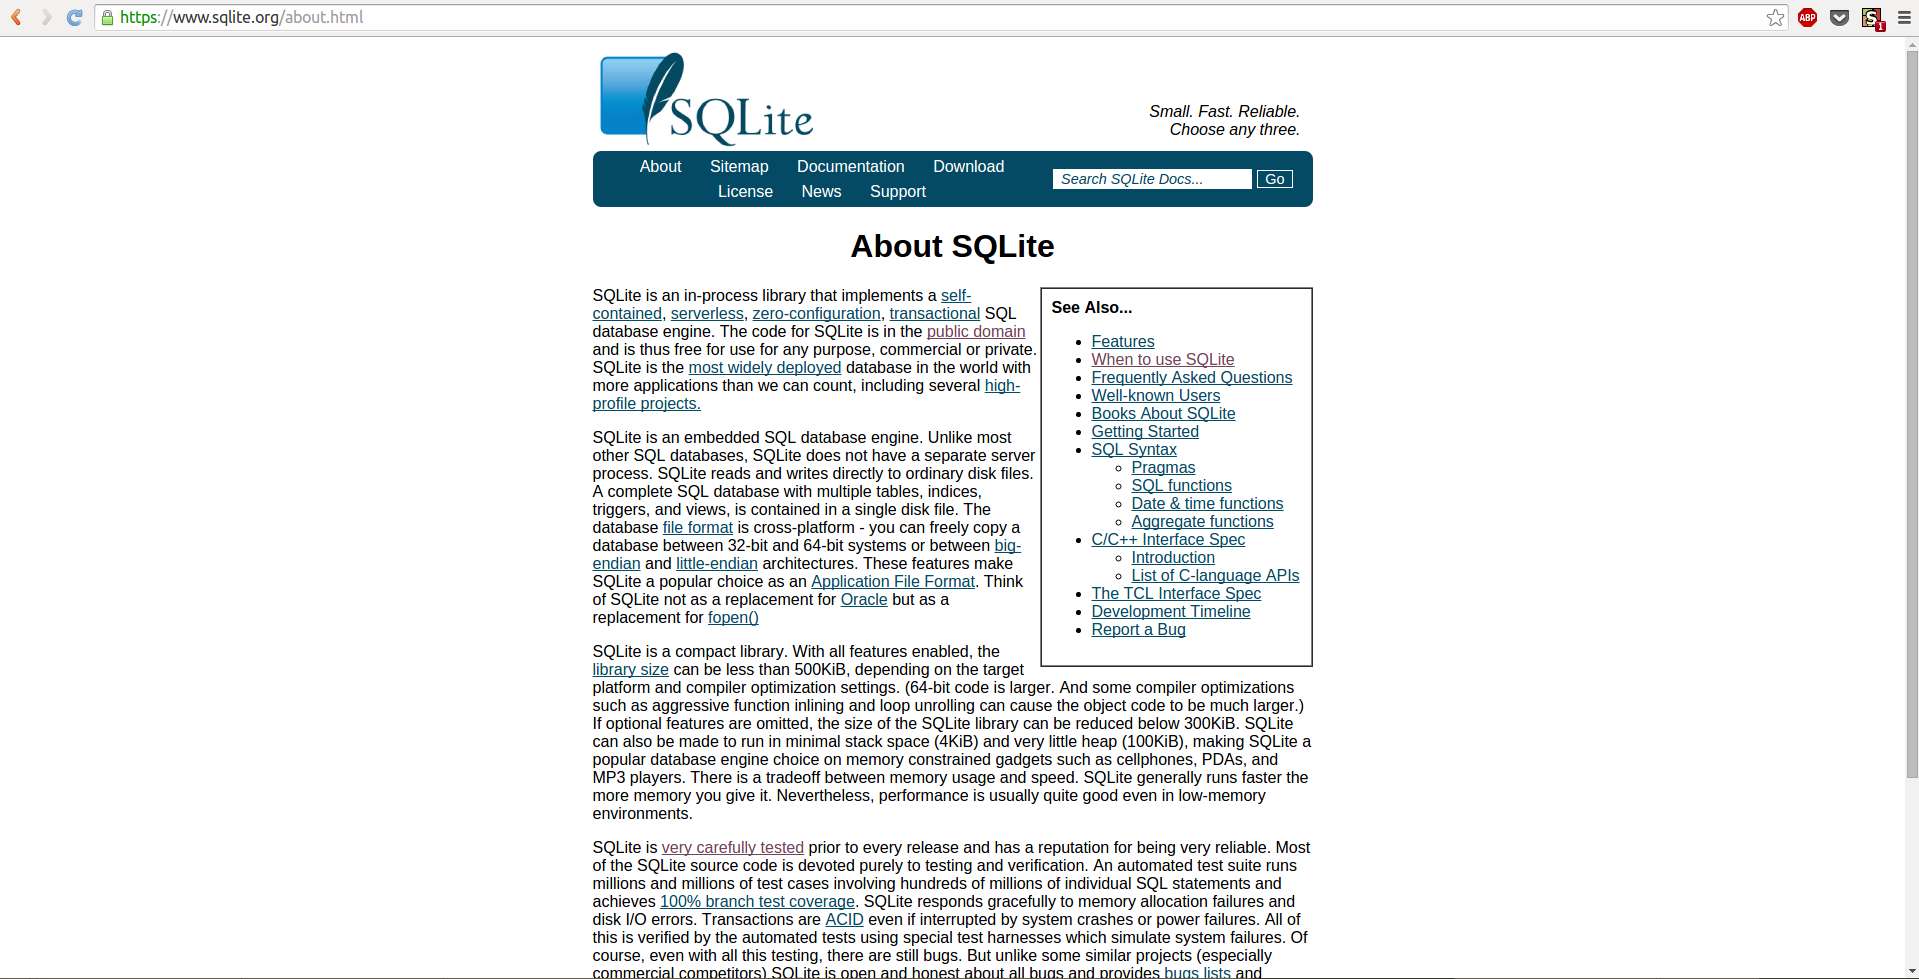 https://www.sqlite.org/about.html
ABP
S
1
SQLite
Small. Fast. Reliable.
Choose any three.
About Sitemap Documentation Download
License News Support
Search SQLite Docs... Go
About SQLite
SQLite is an in-process library that implements a self-
contained, serverless, zero-configuration, transactional SQL
database engine. The code for SQLite is in the public domain
and is thus free for use for any purpose, commercial or private.
SQLite is the most widely deployed database in the world with
more applications than we can count, including several high-
profile projects.
SQLite is an embedded SQL database engine. Unlike most
other SQL databases, SQLite does not have a separate server
process. SQLite reads and writes directly to ordinary disk files.
A complete SQL database with multiple tables, indices,
triggers, and views, is contained in a single disk file. The
database file format is cross-platform - you can freely copy a
database between 32-bit and 64-bit systems or between big-
endian and little-endian architectures. These features make
SQLite a popular choice as an Application File Format. Think
of SQLite not as a replacement for Oracle but as a
replacement for fopen()
See Also...
Features
When to use SQLite
Frequently Asked Questions
Well-known Users
Books About SQLite
Getting Started
SQL Syntax
Pragmas
SQL functions
Date & time functions
Aggregate functions
C/C++ Interface Spec
Introduction
List of C-language APIs
The TCL Interface Spec
Development Timeline
Report a Bug
SQLite is a compact library. With all features enabled, the
library size can be less than 500KiB, depending on the target
platform and compiler optimization settings. (64-bit code is larger. And some compiler optimizations
such as aggressive function inlining and loop unrolling can cause the object code to be much larger.)
If optional features are omitted, the size of the SQLite library can be reduced below 300KiB. SQLite
can also be made to run in minimal stack space (4KiB) and very little heap (100KiB), making SQLite a
popular database engine choice on memory constrained gadgets such as cellphones, PDAs, and
MP3 players. There is a tradeoff between memory usage and speed. SQLite generally runs faster the
more memory you give it. Nevertheless, performance is usually quite good even in low-memory
environments.
SQLite is very carefully tested prior to every release and has a reputation for being very reliable. Most
of the SQLite source code is devoted purely to testing and verification. An automated test suite runs
millions and millions of test cases involving hundreds of millions of individual SQL statements and
achieves 100% branch test coverage. SQLite responds gracefully to memory allocation failures and
disk I/O errors. Transactions are ACID even if interrupted by system crashes or power failures. All of
this is verified by the automated tests using special test harnesses which simulate system failures. Of
course, even with all this testing, there are still bugs. But unlike some similar projects (especially
commercial competitors) SQLite is open and honest about all bugs and provides bugs lists and